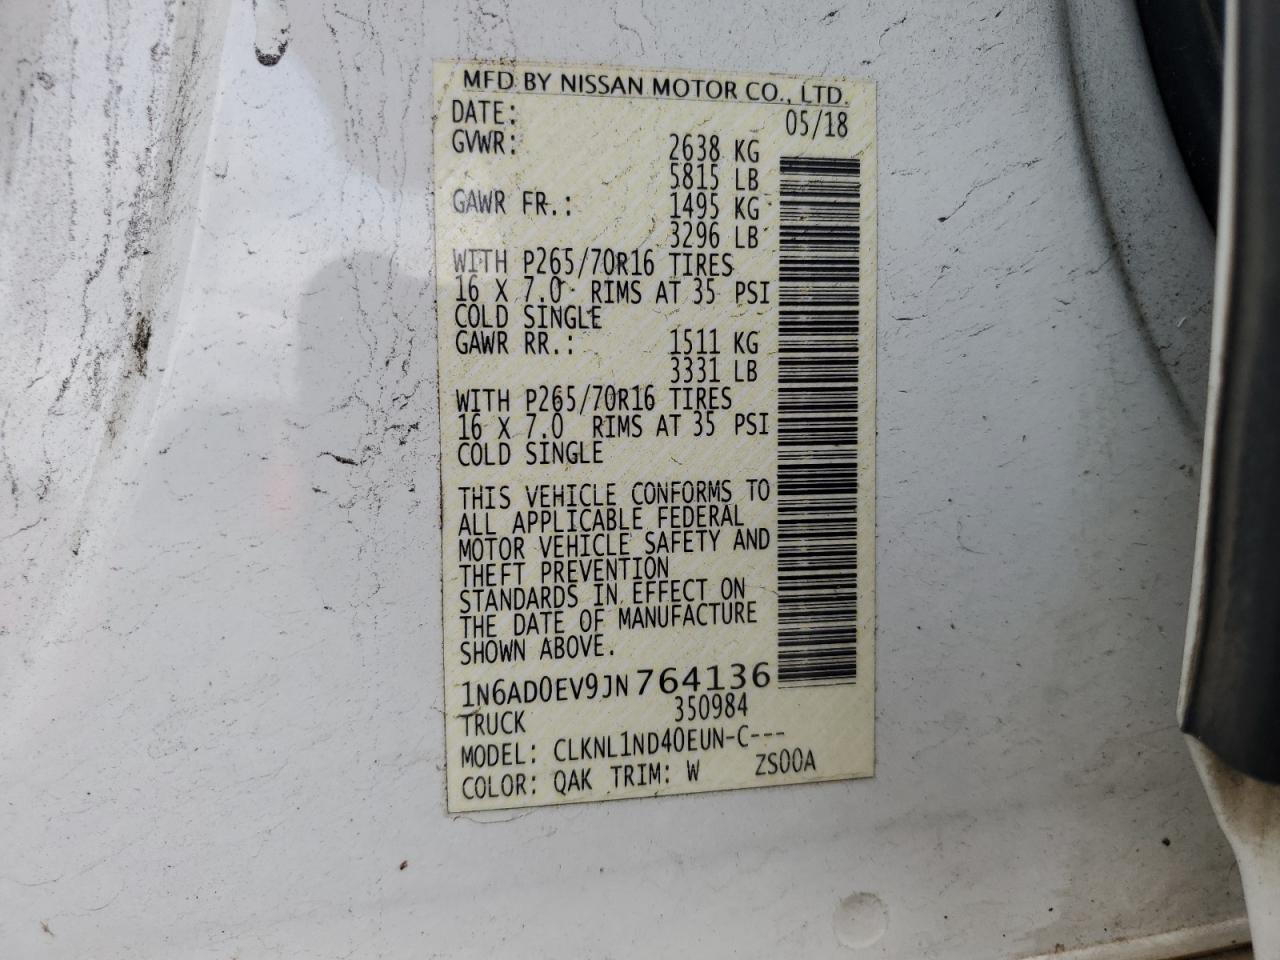 MFD BY NISSAN MOTOR CO., LTD.
DATE: 05/18
GVWR: 2638 KG
5815 LB
GAWR FR.: 1495 KG
3296 LB
WITH P265/70R16 TIRES
16 X 7.0 RIMS AT 35 PSI
COLD SINGLE
GAWR RR.: 1511 KG
3331 LB
WITH P265/70R16 TIRES
16 X 7.0 RIMS AT 35 PSI
COLD SINGLE
THIS VEHICLE CONFORMS TO
ALL APPLICABLE FEDERAL
MOTOR VEHICLE SAFETY AND
THEFT PREVENTION
STANDARDS IN EFFECT ON
THE DATE OF MANUFACTURE
SHOWN ABOVE.
1N6AD0EV9JN764136
TRUCK 350984
MODEL: CLKNL1ND40EUN-C---
COLOR: QAK TRIM: W ZS00A